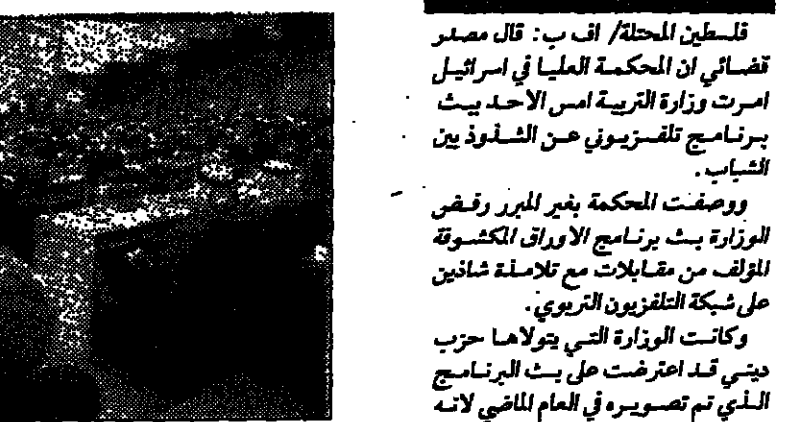 فلسطين المحتلة/ اف ب: قال مصدر
قضائي ان المحكمة العليا في اسرائيل
امرت وزارة التربية امس الاحد ببث
برنامج تلفزيوني عن الشذوذ بين
الشباب.
ووصفت المحكمة بغير المبرر رفض
الوزارة بث برنامج الاوراق المكشوفة
المؤلف من مقابلات مع تلامذة شاذين
على شبكة التلفزيون التربوي.
وكانت الوزارة التي يتولاها حزب
ديني قد اعترضت على بث البرنامج
الذي تم تصويره في العام الماضي لانه